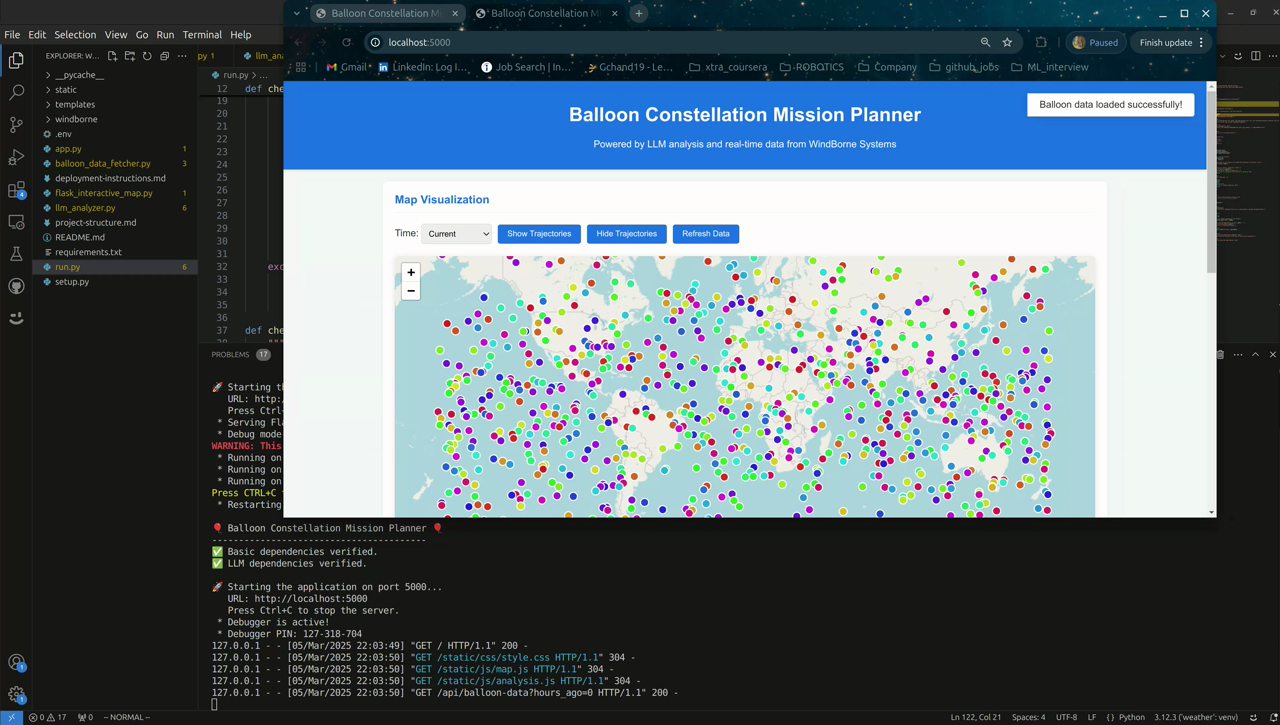 File Edit Selection View Go Run Terminal Help
Balloon Constellation Mi
Balloon Constellation Mi
localhost:5000
Paused
Finish update
Gmail
LinkedIn: Log I...
Job Search | In...
Gchand19 - Le...
xtra_coursera
ROBOTICS
Company
github_jobs
ML_interview
EXPLORER: W...
py 1
llm_an
run.py > ...
12 def che
19
20
21
22
23
24
25
26
27
28
29
30
31
32 exc
33
34
35
36
37 def che
__pycache__
static
templates
windborne
.env
app.py 1
balloon_data_fetcher.py 3
deployment-instructions.md
flask_interactive_map.py 1
llm_analyzer.py 6
project-structure.md
README.md
requirements.txt
run.py 6
setup.py
4
Balloon Constellation Mission Planner
Powered by LLM analysis and real-time data from WindBorne Systems
Balloon data loaded successfully!
Map Visualization
Time: Current Show Trajectories Hide Trajectories Refresh Data
+
−
PROBLEMS 17
🚀 Starting th
URL: http:/
Press Ctrl+
* Serving Fla
* Debug mode
WARNING: This
* Running on
* Running on
Press CTRL+C
* Restarting
🎈 Balloon Constellation Mission Planner 🎈
----------------------------------------
✅ Basic dependencies verified.
✅ LLM dependencies verified.
🚀 Starting the application on port 5000...
URL: http://localhost:5000
Press Ctrl+C to stop the server.
* Debugger is active!
* Debugger PIN: 127-318-704
127.0.0.1 - - [05/Mar/2025 22:03:49] "GET / HTTP/1.1" 200 -
127.0.0.1 - - [05/Mar/2025 22:03:50] "GET /static/css/style.css HTTP/1.1" 304 -
127.0.0.1 - - [05/Mar/2025 22:03:50] "GET /static/js/map.js HTTP/1.1" 304 -
127.0.0.1 - - [05/Mar/2025 22:03:50] "GET /static/js/analysis.js HTTP/1.1" 304 -
127.0.0.1 - - [05/Mar/2025 22:03:50] "GET /api/balloon-data?hours_ago=0 HTTP/1.1" 200 -
1
1
0 17 0 -- NORMAL -- Ln 122, Col 21 Spaces: 4 UTF-8 LF {} Python 3.12.3 ('weather': venv)